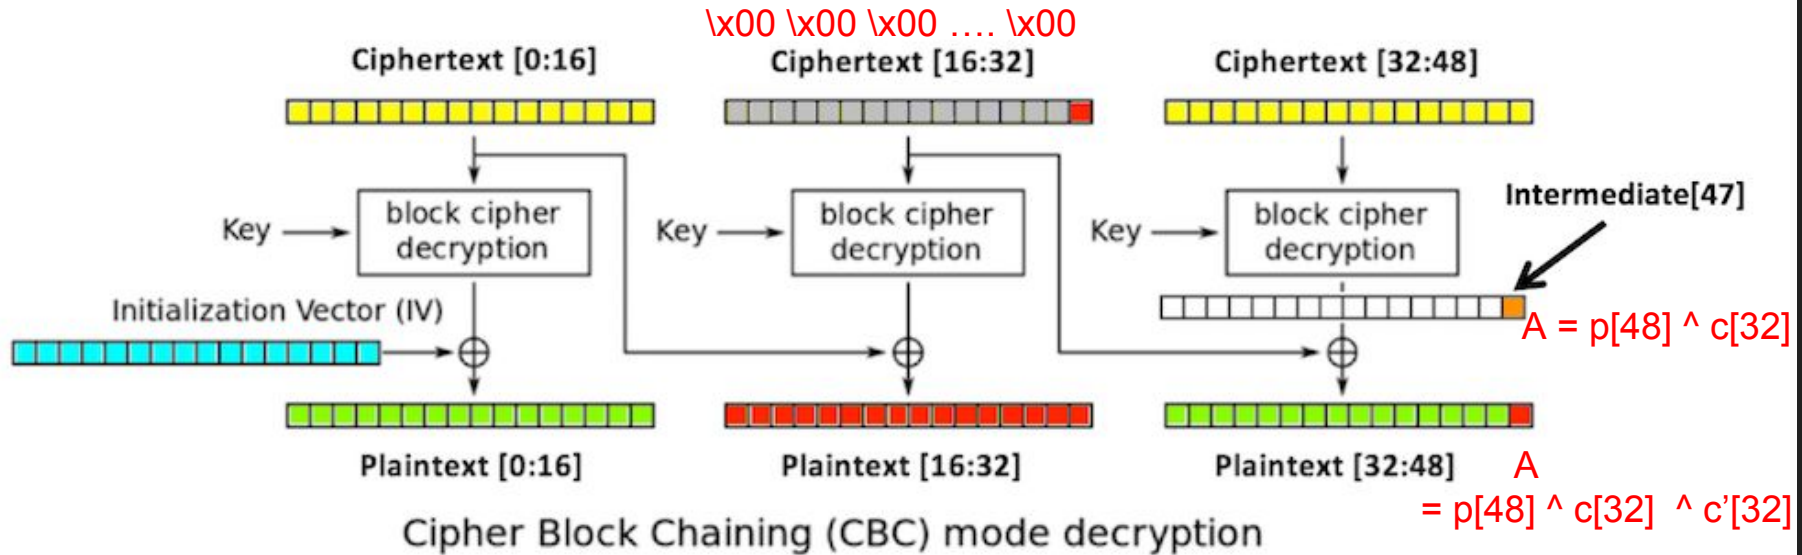 \x00 \x00 \x00 .... \x00
Ciphertext [0:16]
Ciphertext [16:32]
Ciphertext [32:48]
Key
block cipher
decryption
Key
block cipher
decryption
Key
block cipher
decryption
Intermediate[47]
Initialization Vector (IV)
A = p[48] ^ c[32]
Plaintext [0:16]
Plaintext [16:32]
Plaintext [32:48]
A
= p[48] ^ c[32] ^ c’[32]
Cipher Block Chaining (CBC) mode decryption